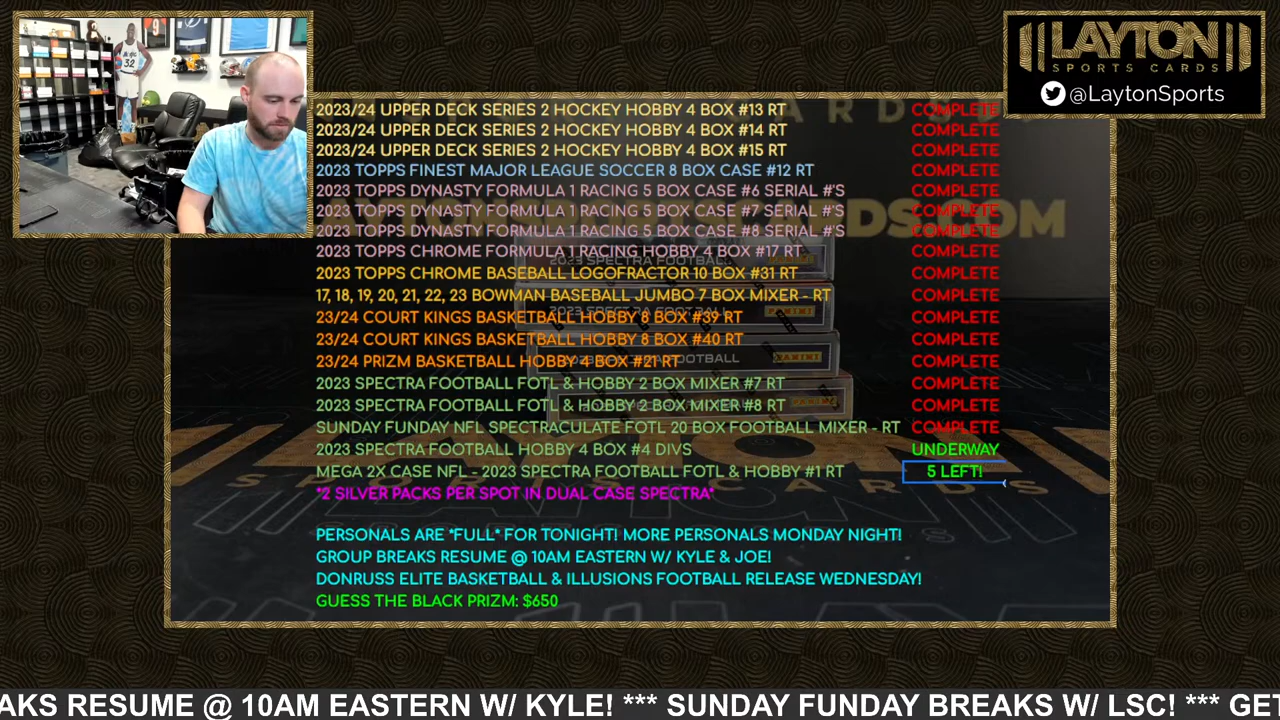 LAYTON
SPORTS CARDS
@LaytonSports
32
2023/24 UPPER DECK SERIES 2 HOCKEY HOBBY 4 BOX #13 RT COMPLETE
2023/24 UPPER DECK SERIES 2 HOCKEY HOBBY 4 BOX #14 RT COMPLETE
2023/24 UPPER DECK SERIES 2 HOCKEY HOBBY 4 BOX #15 RT COMPLETE
2023 TOPPS FINEST MAJOR LEAGUE SOCCER 8 BOX CASE #12 RT COMPLETE
2023 TOPPS DYNASTY FORMULA 1 RACING 5 BOX CASE #6 SERIAL #'S COMPLETE
2023 TOPPS DYNASTY FORMULA 1 RACING 5 BOX CASE #7 SERIAL #'S COMPLETE
2023 TOPPS DYNASTY FORMULA 1 RACING 5 BOX CASE #8 SERIAL #'S COMPLETE
2023 TOPPS CHROME FORMULA 1 RACING HOBBY 4 BOX #17 RT COMPLETE
2023 TOPPS CHROME BASEBALL LOGOFRACTOR 10 BOX #31 RT COMPLETE
17, 18, 19, 20, 21, 22, 23 BOWMAN BASEBALL JUMBO 7 BOX MIXER - RT COMPLETE
23/24 COURT KINGS BASKETBALL HOBBY 8 BOX #39 RT COMPLETE
23/24 COURT KINGS BASKETBALL HOBBY 8 BOX #40 RT COMPLETE
23/24 PRIZM BASKETBALL HOBBY 4 BOX #21 RT COMPLETE
2023 SPECTRA FOOTBALL FOTL & HOBBY 2 BOX MIXER #7 RT COMPLETE
2023 SPECTRA FOOTBALL FOTL & HOBBY 2 BOX MIXER #8 RT COMPLETE
SUNDAY FUNDAY NFL SPECTRACULATE FOTL 20 BOX FOOTBALL MIXER - RT COMPLETE
2023 SPECTRA FOOTBALL HOBBY 4 BOX #4 DIVS UNDERWAY
MEGA 2X CASE NFL - 2023 SPECTRA FOOTBALL FOTL & HOBBY #1 RT 5 LEFT!
*2 SILVER PACKS PER SPOT IN DUAL CASE SPECTRA*
PERSONALS ARE *FULL* FOR TONIGHT! MORE PERSONALS MONDAY NIGHT!
GROUP BREAKS RESUME @ 10AM EASTERN W/ KYLE & JOE!
DONRUSS ELITE BASKETBALL & ILLUSIONS FOOTBALL RELEASE WEDNESDAY!
GUESS THE BLACK PRIZM: $650
AKS RESUME @ 10AM EASTERN W/ KYLE! *** SUNDAY FUNDAY BREAKS W/ LSC! *** GET